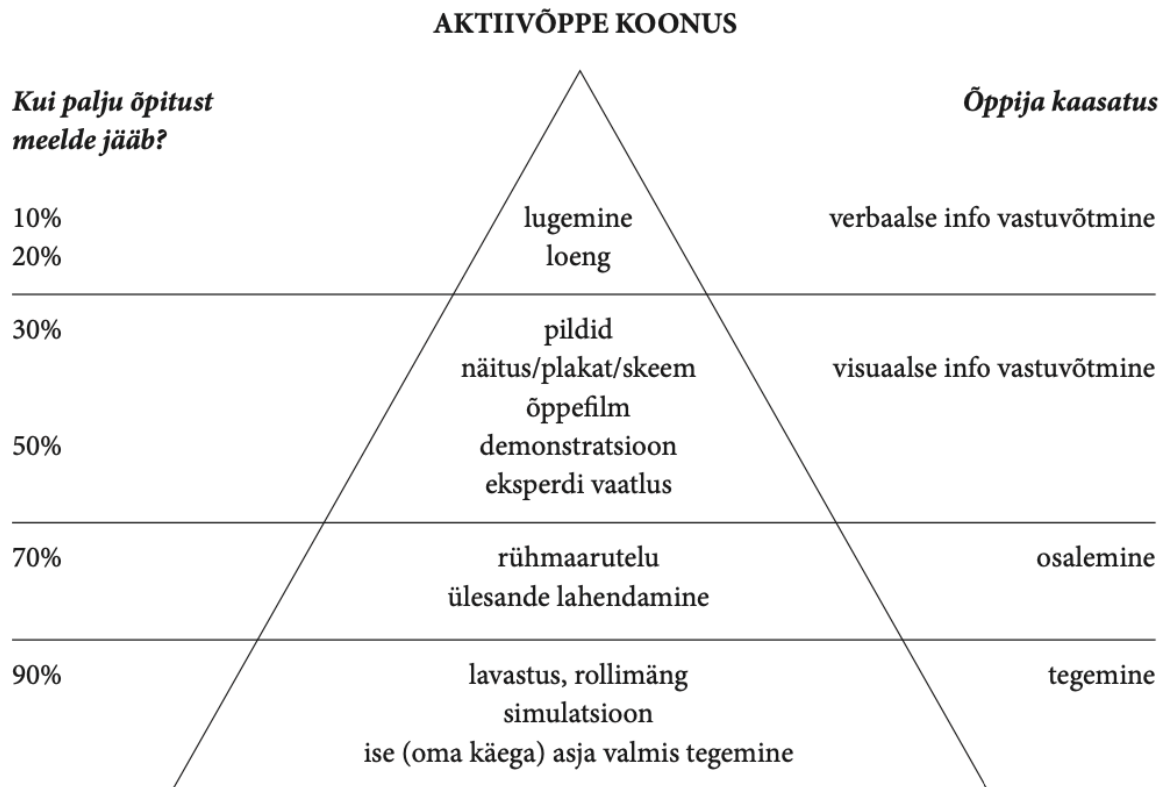 AKTIIVÕPPE KOONUS
Kui palju õpitust
meelde jääb?
Õppija kaasatus
10% lugemine verbaalse info vastuvõtmine
20% loeng
30% pildid
näitus/plakat/skeem visuaalse info vastuvõtmine
õppefilm
50% demonstratsioon
eksperdi vaatlus
70% rühmaarutelu osalemine
ülesande lahendamine
90% lavastus, rollimäng tegemine
simulatsioon
ise (oma käega) asja valmis tegemine